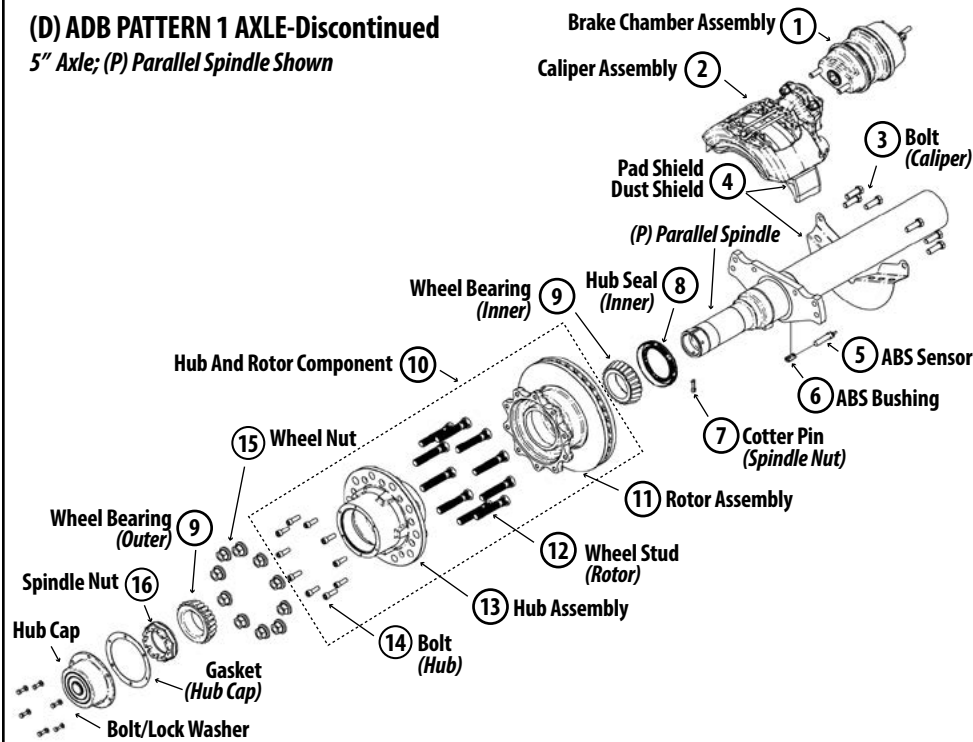 (D) ADB PATTERN 1 AXLE-Discontinued
5" Axle; (P) Parallel Spindle Shown
Brake Chamber Assembly 1
Caliper Assembly 2
3 Bolt
(Caliper)
Pad Shield
Dust Shield 4
(P) Parallel Spindle
Wheel Bearing
(Inner) 9
Hub Seal
(Inner) 8
5 ABS Sensor
6 ABS Bushing
7 Cotter Pin
(Spindle Nut)
Hub And Rotor Component 10
11 Rotor Assembly
15 Wheel Nut
12 Wheel Stud
(Rotor)
Wheel Bearing
(Outer) 9
13 Hub Assembly
Spindle Nut 16
14 Bolt
(Hub)
Hub Cap
Gasket
(Hub Cap)
Bolt/Lock Washer